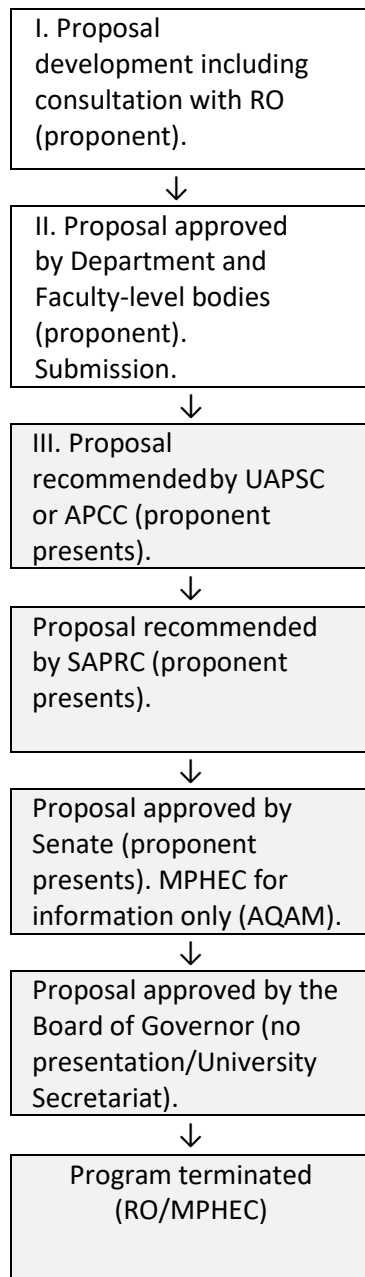 I. Proposal
development including
consultation with RO
(proponent).
↓
II. Proposal approved
by Department and
Faculty-level bodies
(proponent).
Submission.
↓
III. Proposal
recommended by UAPSC
or APCC (proponent
presents).
↓
Proposal recommended
by SAPRC (proponent
presents).
↓
Proposal approved by
Senate (proponent
presents). MPHEC for
information only (AQAM).
↓
Proposal approved by the
Board of Governor (no
presentation/University
Secretariat).
↓
Program terminated
(RO/MPHEC)